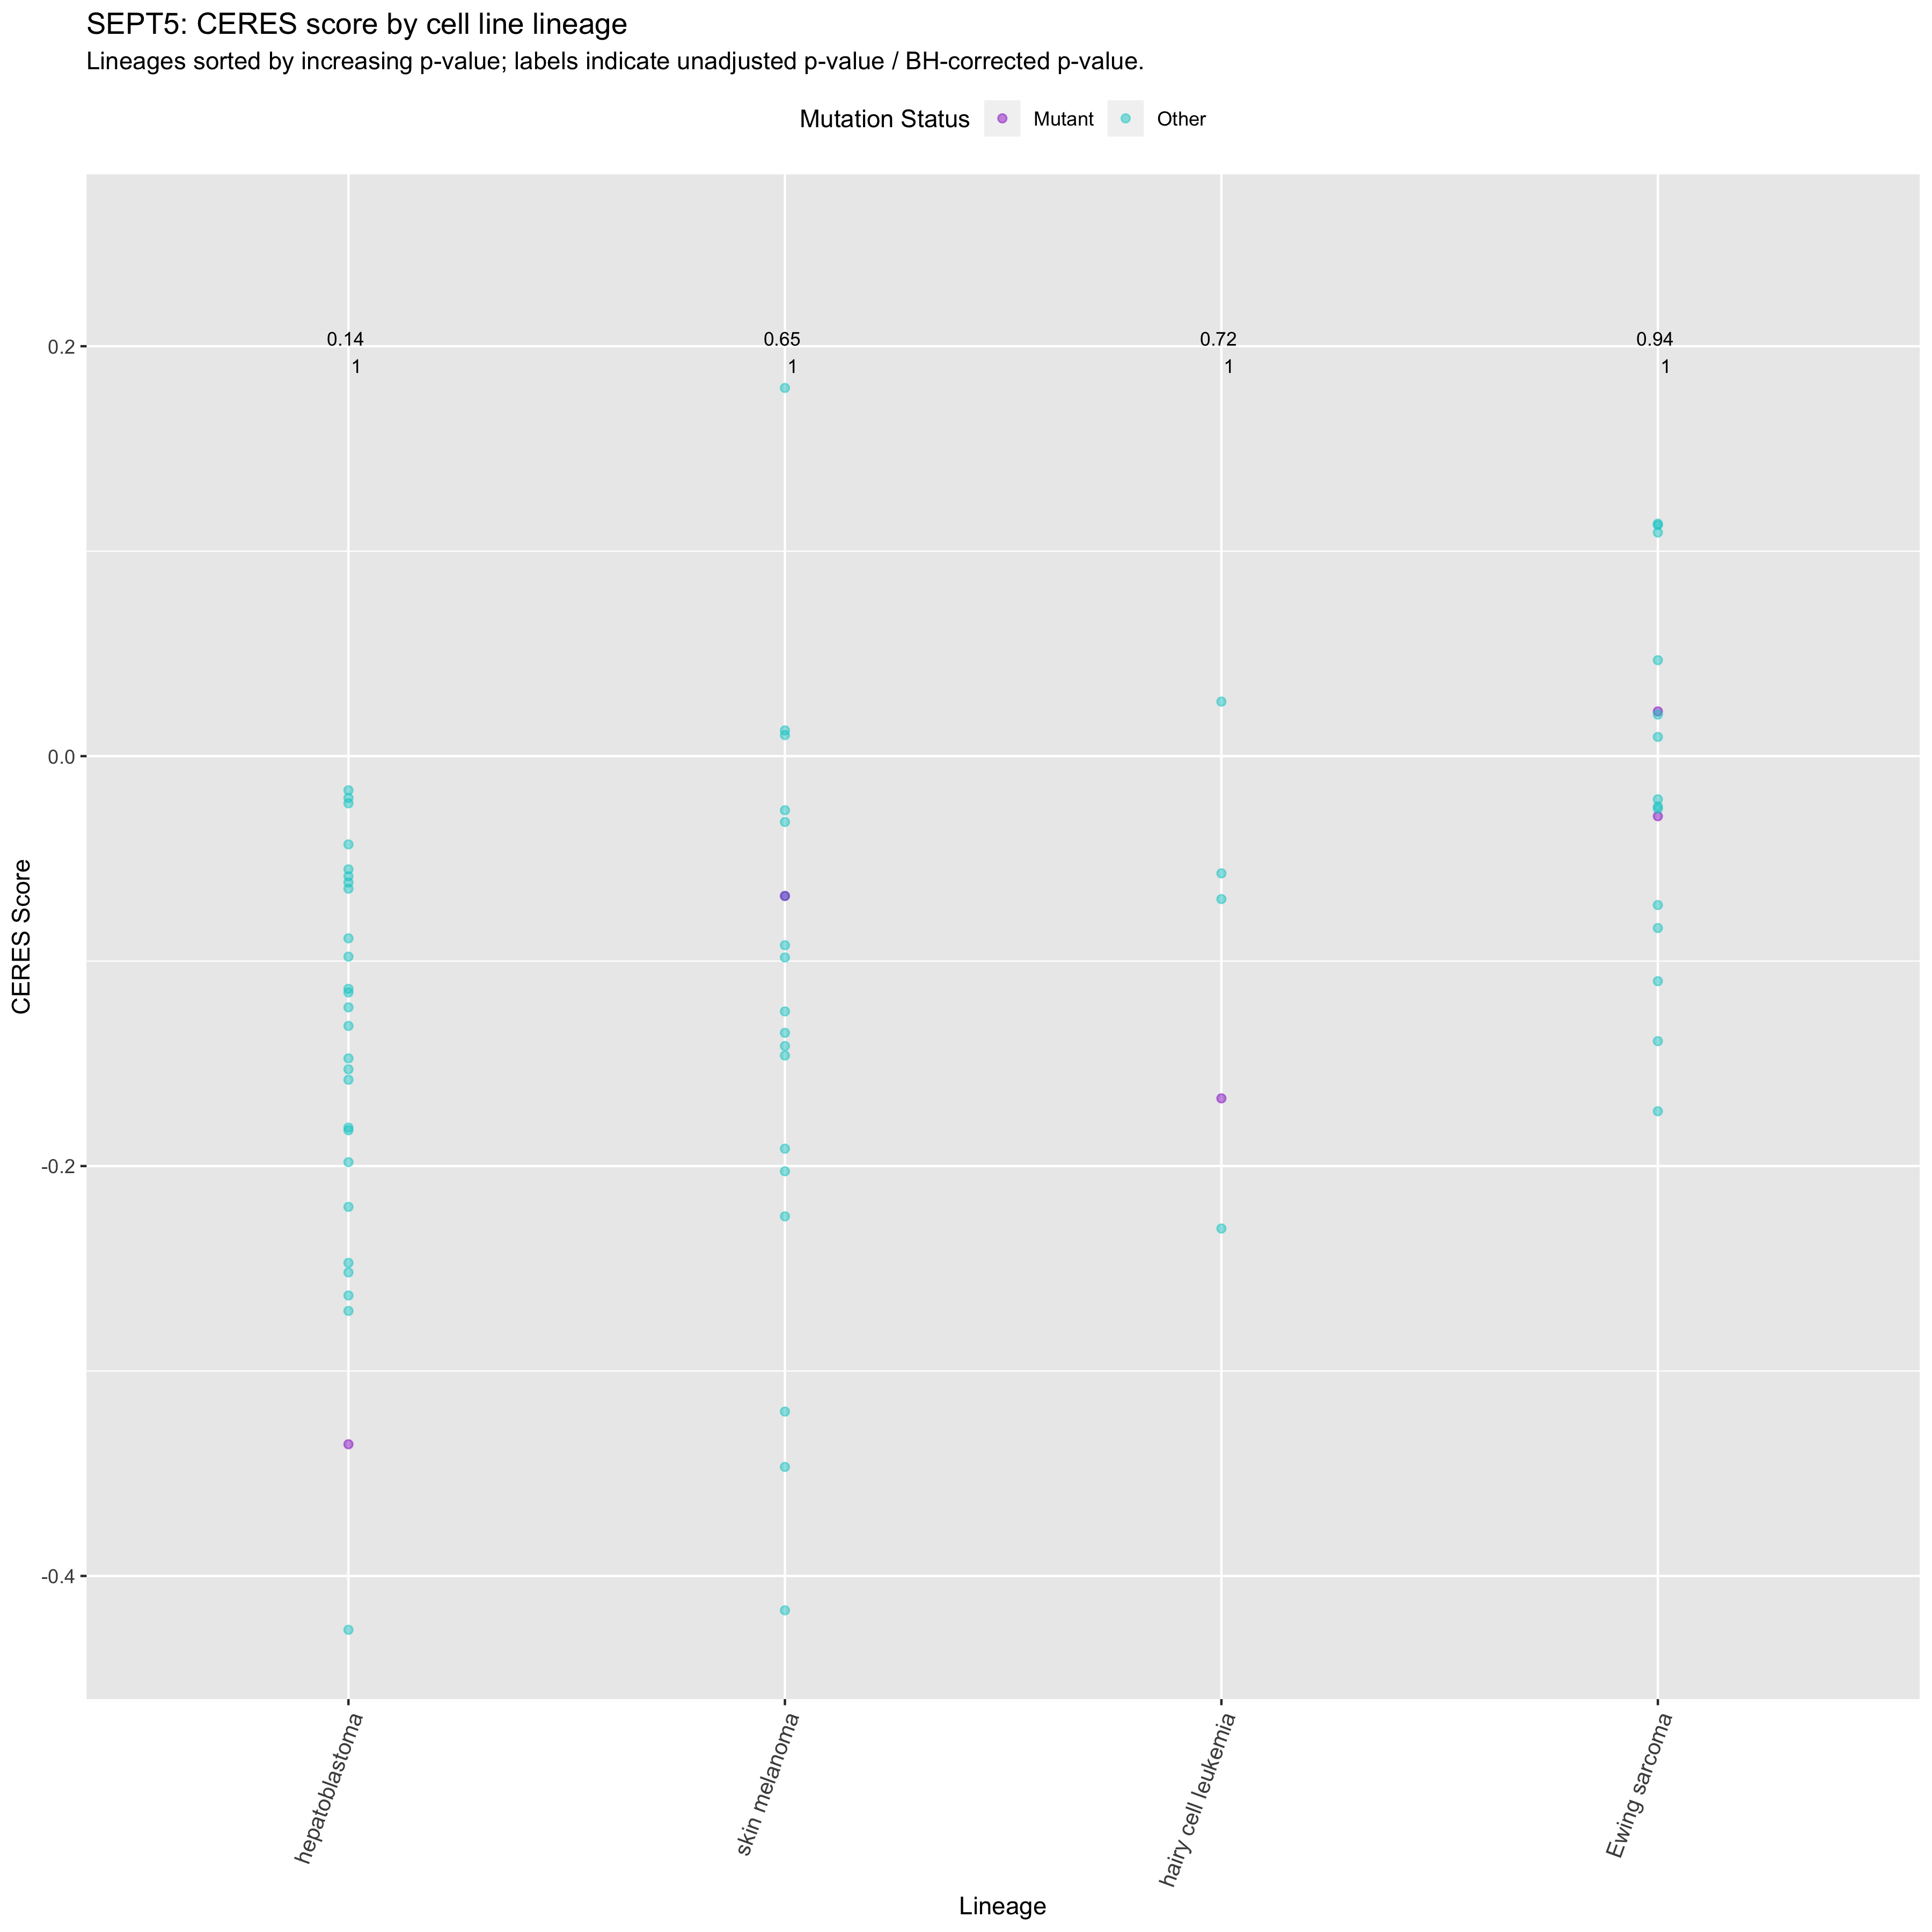 SEPT5: CERES score by cell line lineage
Lineages sorted by increasing p-value; labels indicate unadjusted p-value / BH-corrected p-value.
Mutation Status Mutant Other
0.14 0.65 0.72 0.94
1 1 1 1
0.2
0.0
-0.2
-0.4
CERES Score
hepatoblastoma
skin melanoma
hairy cell leukemia
Ewing sarcoma
Lineage